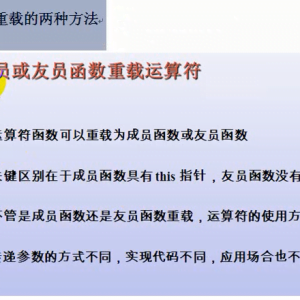 重载的两种方法
员或友员函数重载运算符
运算符函数可以重载为成员函数或友员函数
关键区别在于成员函数具有this指针，友员函数没有
不管是成员函数还是友员函数重载，运算符的使用方
传递参数的方式不同，实现代码不同，应用场合也不